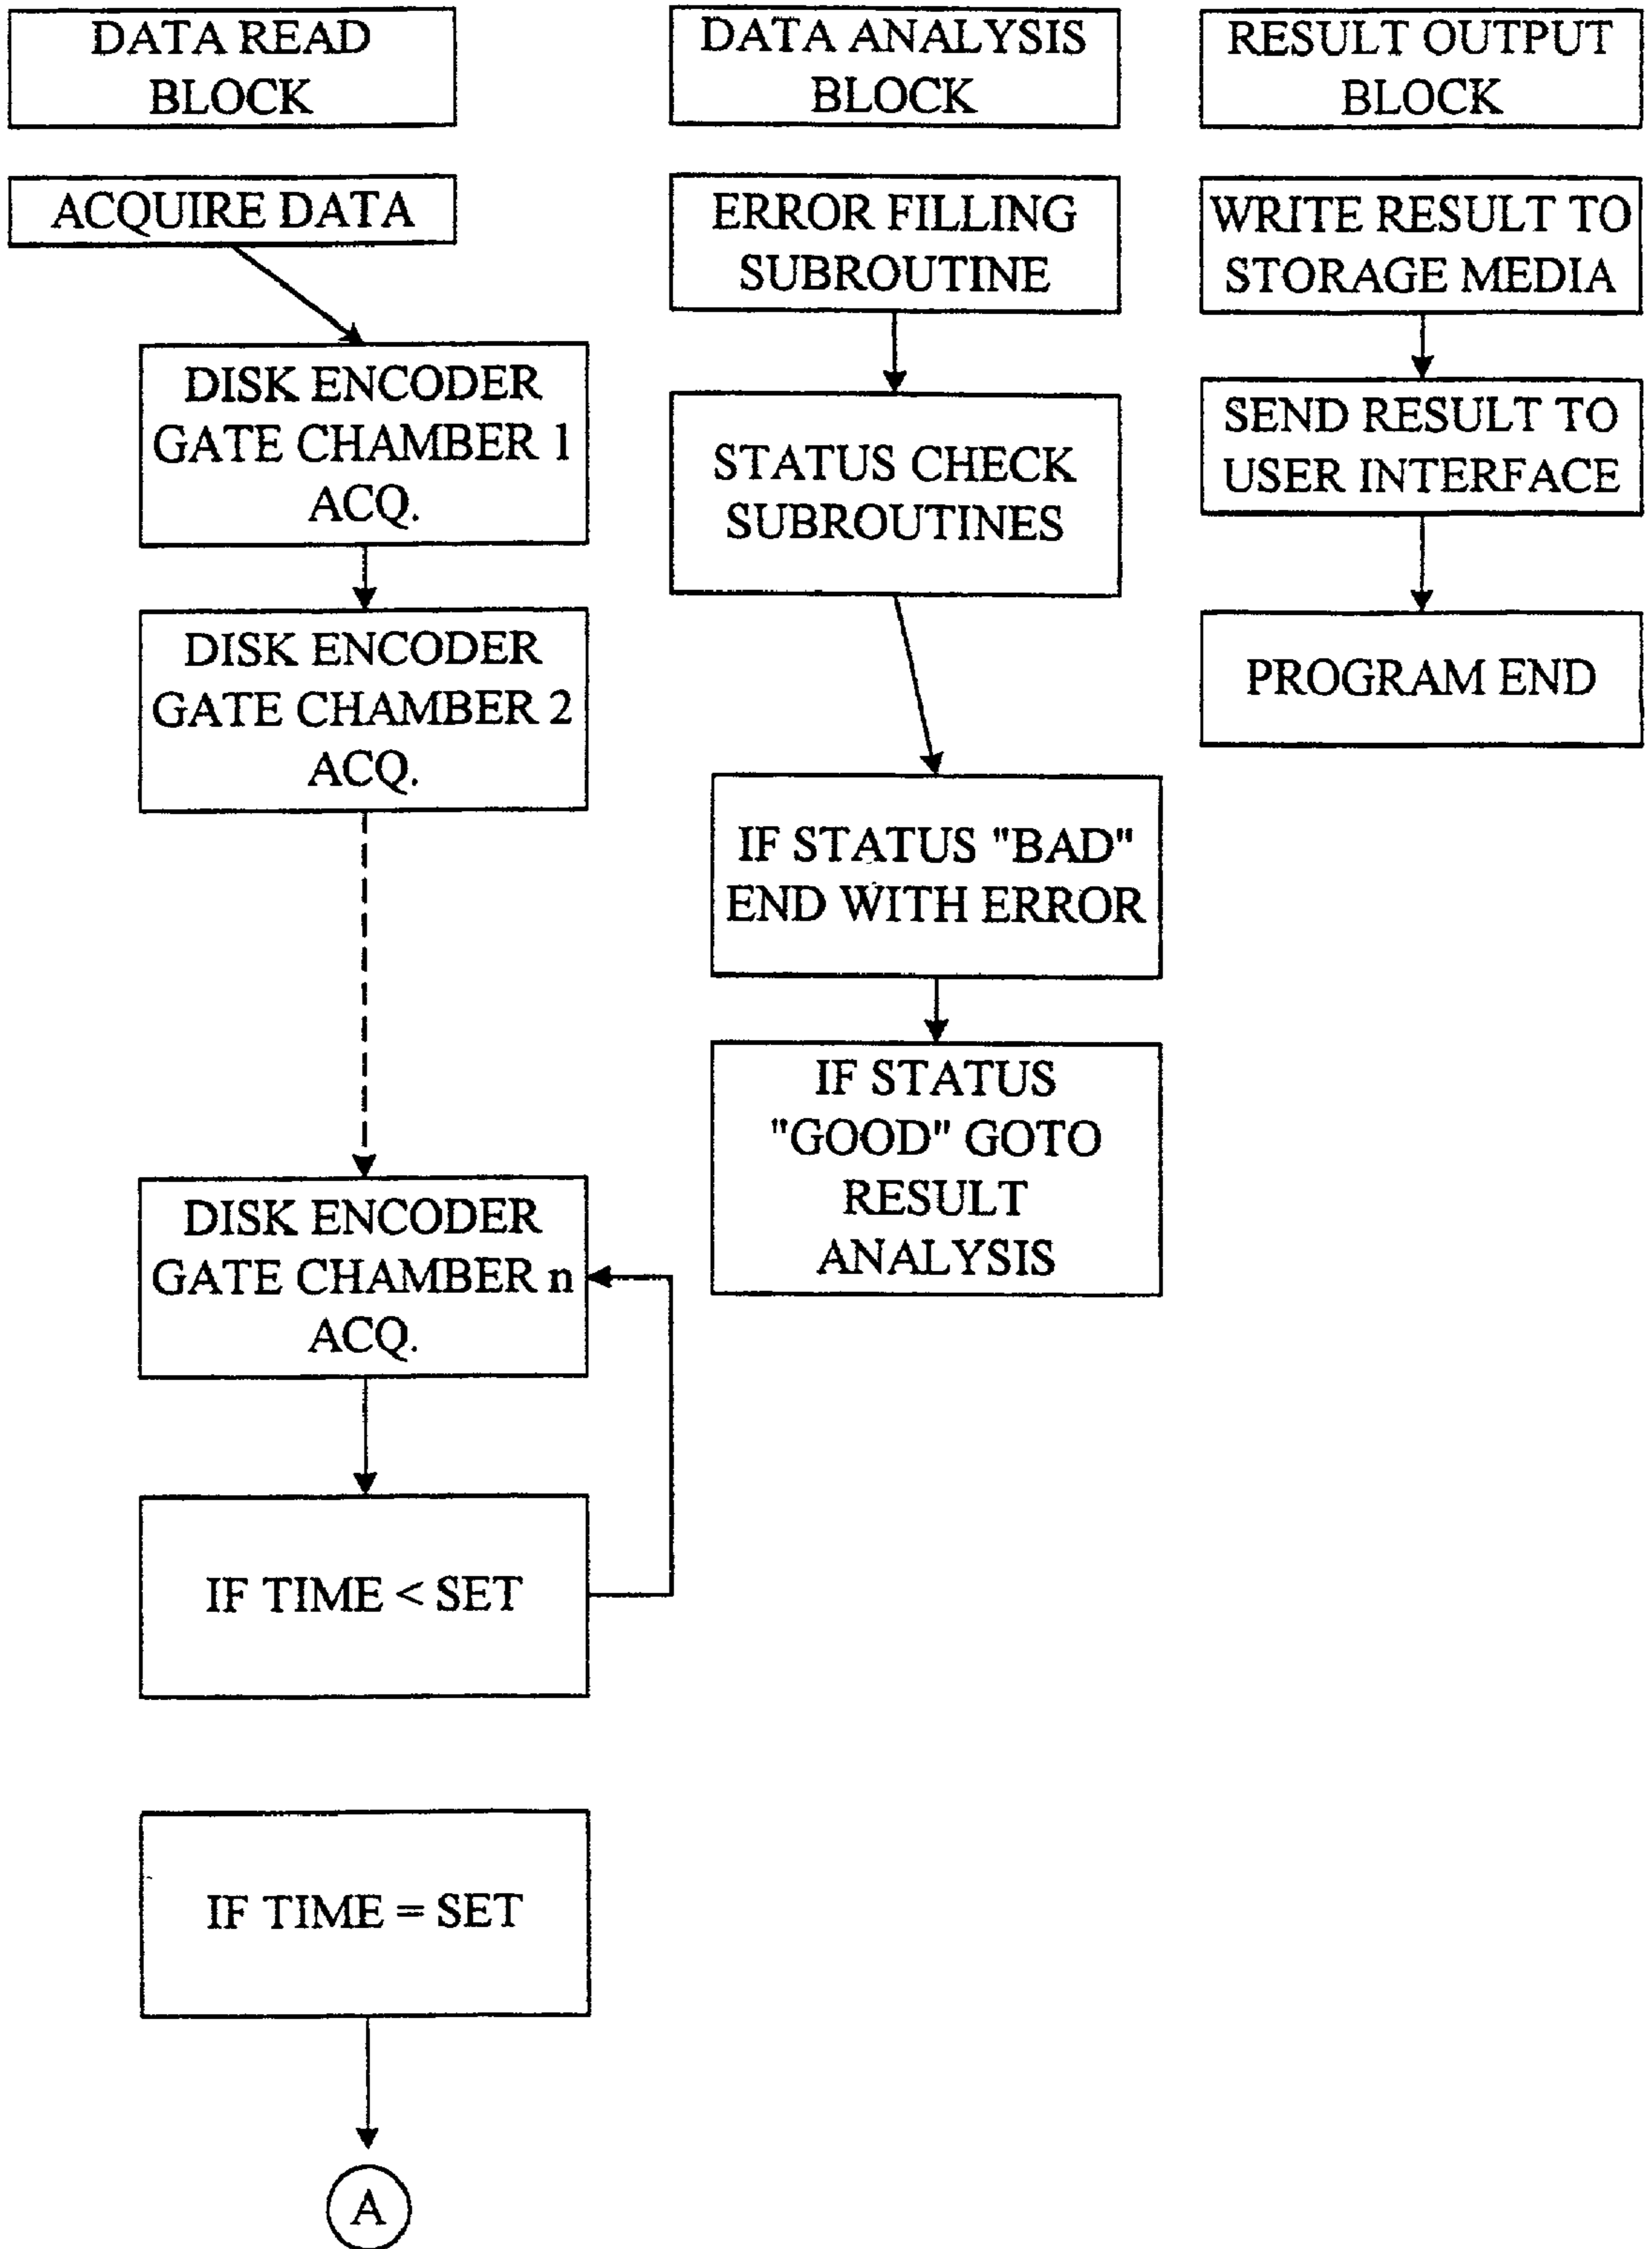 DATA READ
BLOCK
ACQUIRE DATA
DISK ENCODER
GATE CHAMBER 1
ACQ.
DISK ENCODER
GATE CHAMBER 2
ACQ.
DISK ENCODER
GATE CHAMBER n
ACQ.
IF TIME < SET
IF TIME = SET
A
DATA ANALYSIS
BLOCK
ERROR FILLING
SUBROUTINE
STATUS CHECK
SUBROUTINES
IF STATUS "BAD"
END WITH ERROR
IF STATUS
"GOOD" GOTO
RESULT
ANALYSIS
RESULT OUTPUT
BLOCK
WRITE RESULT TO
STORAGE MEDIA
SEND RESULT TO
USER INTERFACE
PROGRAM END